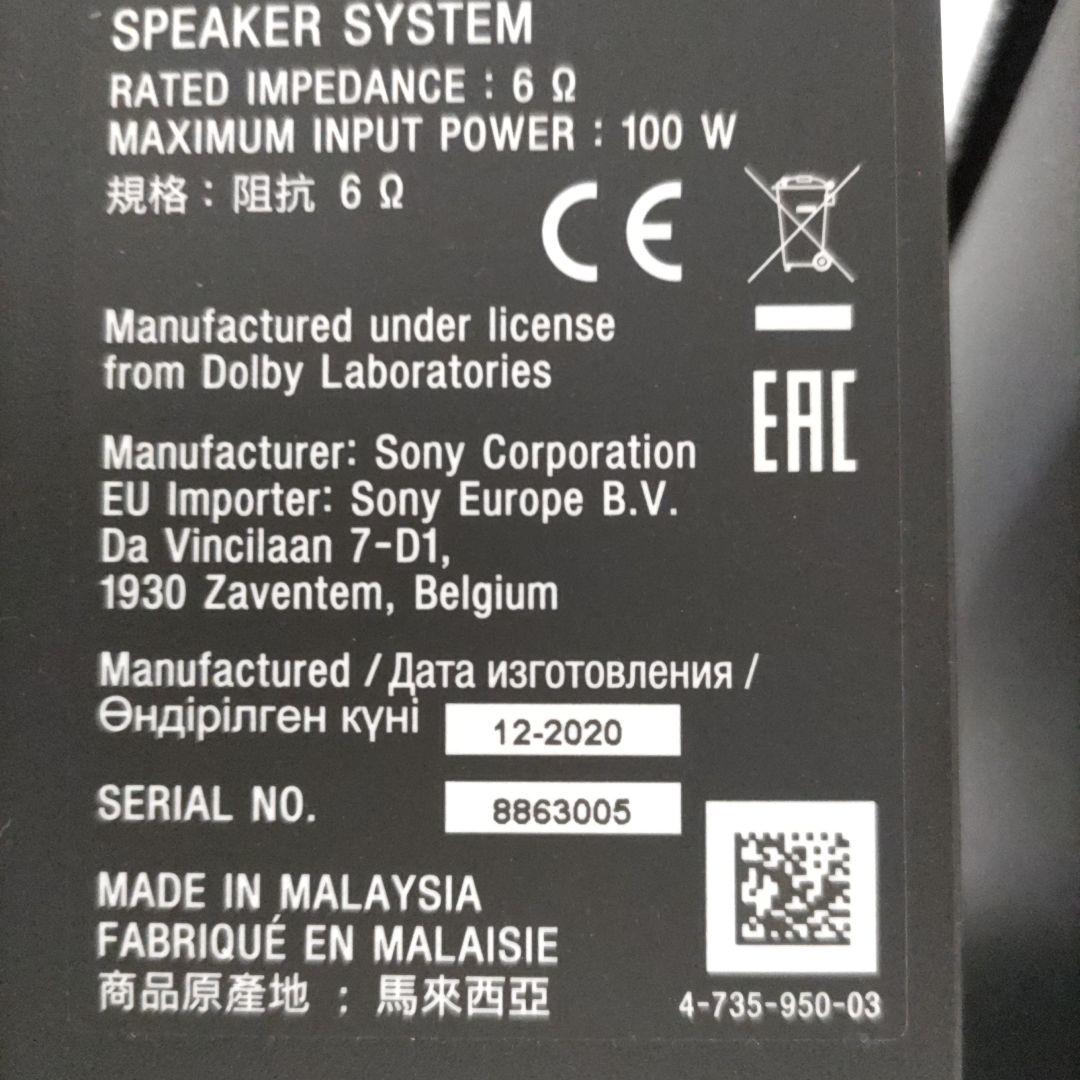 SPEAKER SYSTEM
RATED IMPEDANCE : 6 Ω
MAXIMUM INPUT POWER : 100 W
規格：阻抗 6 Ω
CE
Manufactured under license
from Dolby Laboratories
EAC
Manufacturer: Sony Corporation
EU Importer: Sony Europe B.V.
Da Vincilaan 7-D1,
1930 Zaventem, Belgium
Manufactured / Дата изготовления /
Өндірілген күні 12-2020
SERIAL NO. 8863005
MADE IN MALAYSIA
FABRIQUÉ EN MALAISIE
商品原產地 ; 馬來西亞
4-735-950-03